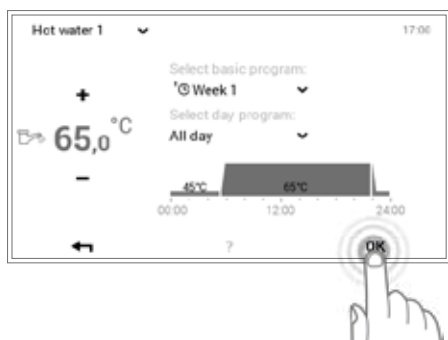 Hot water 1
17:00
Select basic program:
Week 1
Select day program:
All day
+
65,0°C
−
45°C 65°C
00:00 12:00 24:00
?
OK